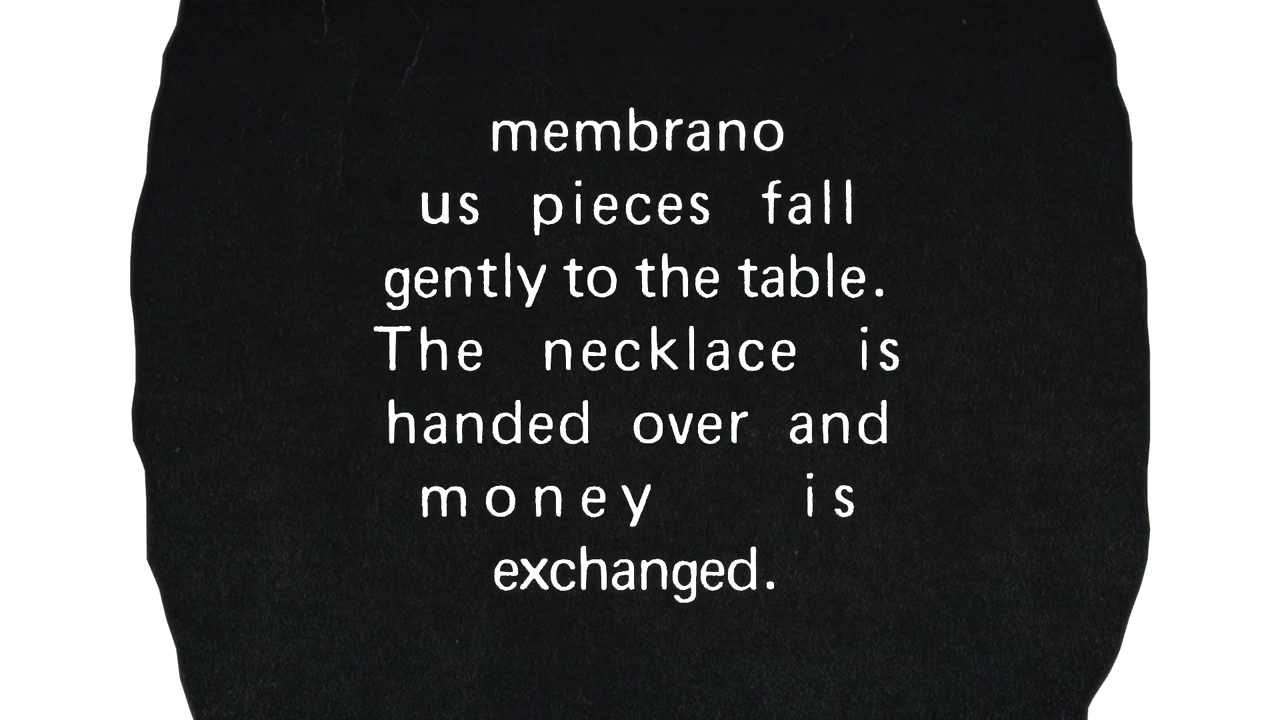 membrano
us pieces fall
gently to the table.
The necklace is
handed over and
money is
exchanged.